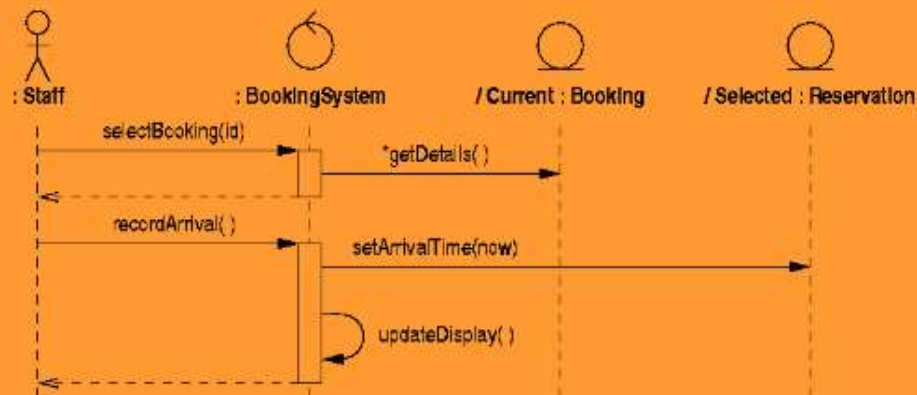 : Staff
: BookingSystem
/ Current : Booking
/ Selected : Reservation
selectBooking(id)
*getDetails( )
recordArrival( )
setArrivalTime(now)
updateDisplay( )